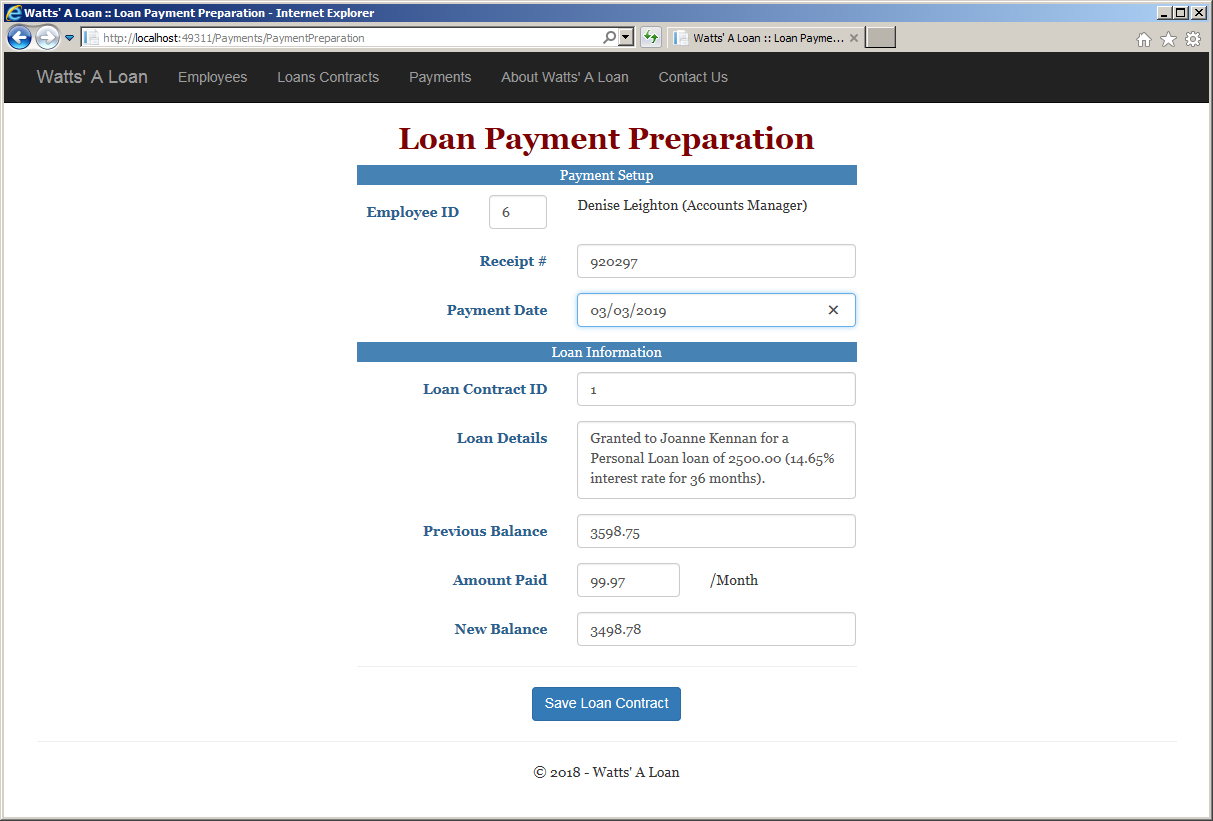 Watts' A Loan :: Loan Payment Preparation - Internet Explorer
http://localhost:49311/Payments/PaymentPreparation
Watts' A Loan :: Loan Payme...
Watts' A Loan Employees Loans Contracts Payments About Watts' A Loan Contact Us
Loan Payment Preparation
Payment Setup
Employee ID 6 Denise Leighton (Accounts Manager)
Receipt # 920297
Payment Date 03/03/2019
Loan Information
Loan Contract ID 1
Loan Details Granted to Joanne Kennan for a
Personal Loan loan of 2500.00 (14.65%
interest rate for 36 months).
Previous Balance 3598.75
Amount Paid 99.97 /Month
New Balance 3498.78
Save Loan Contract
© 2018 - Watts' A Loan